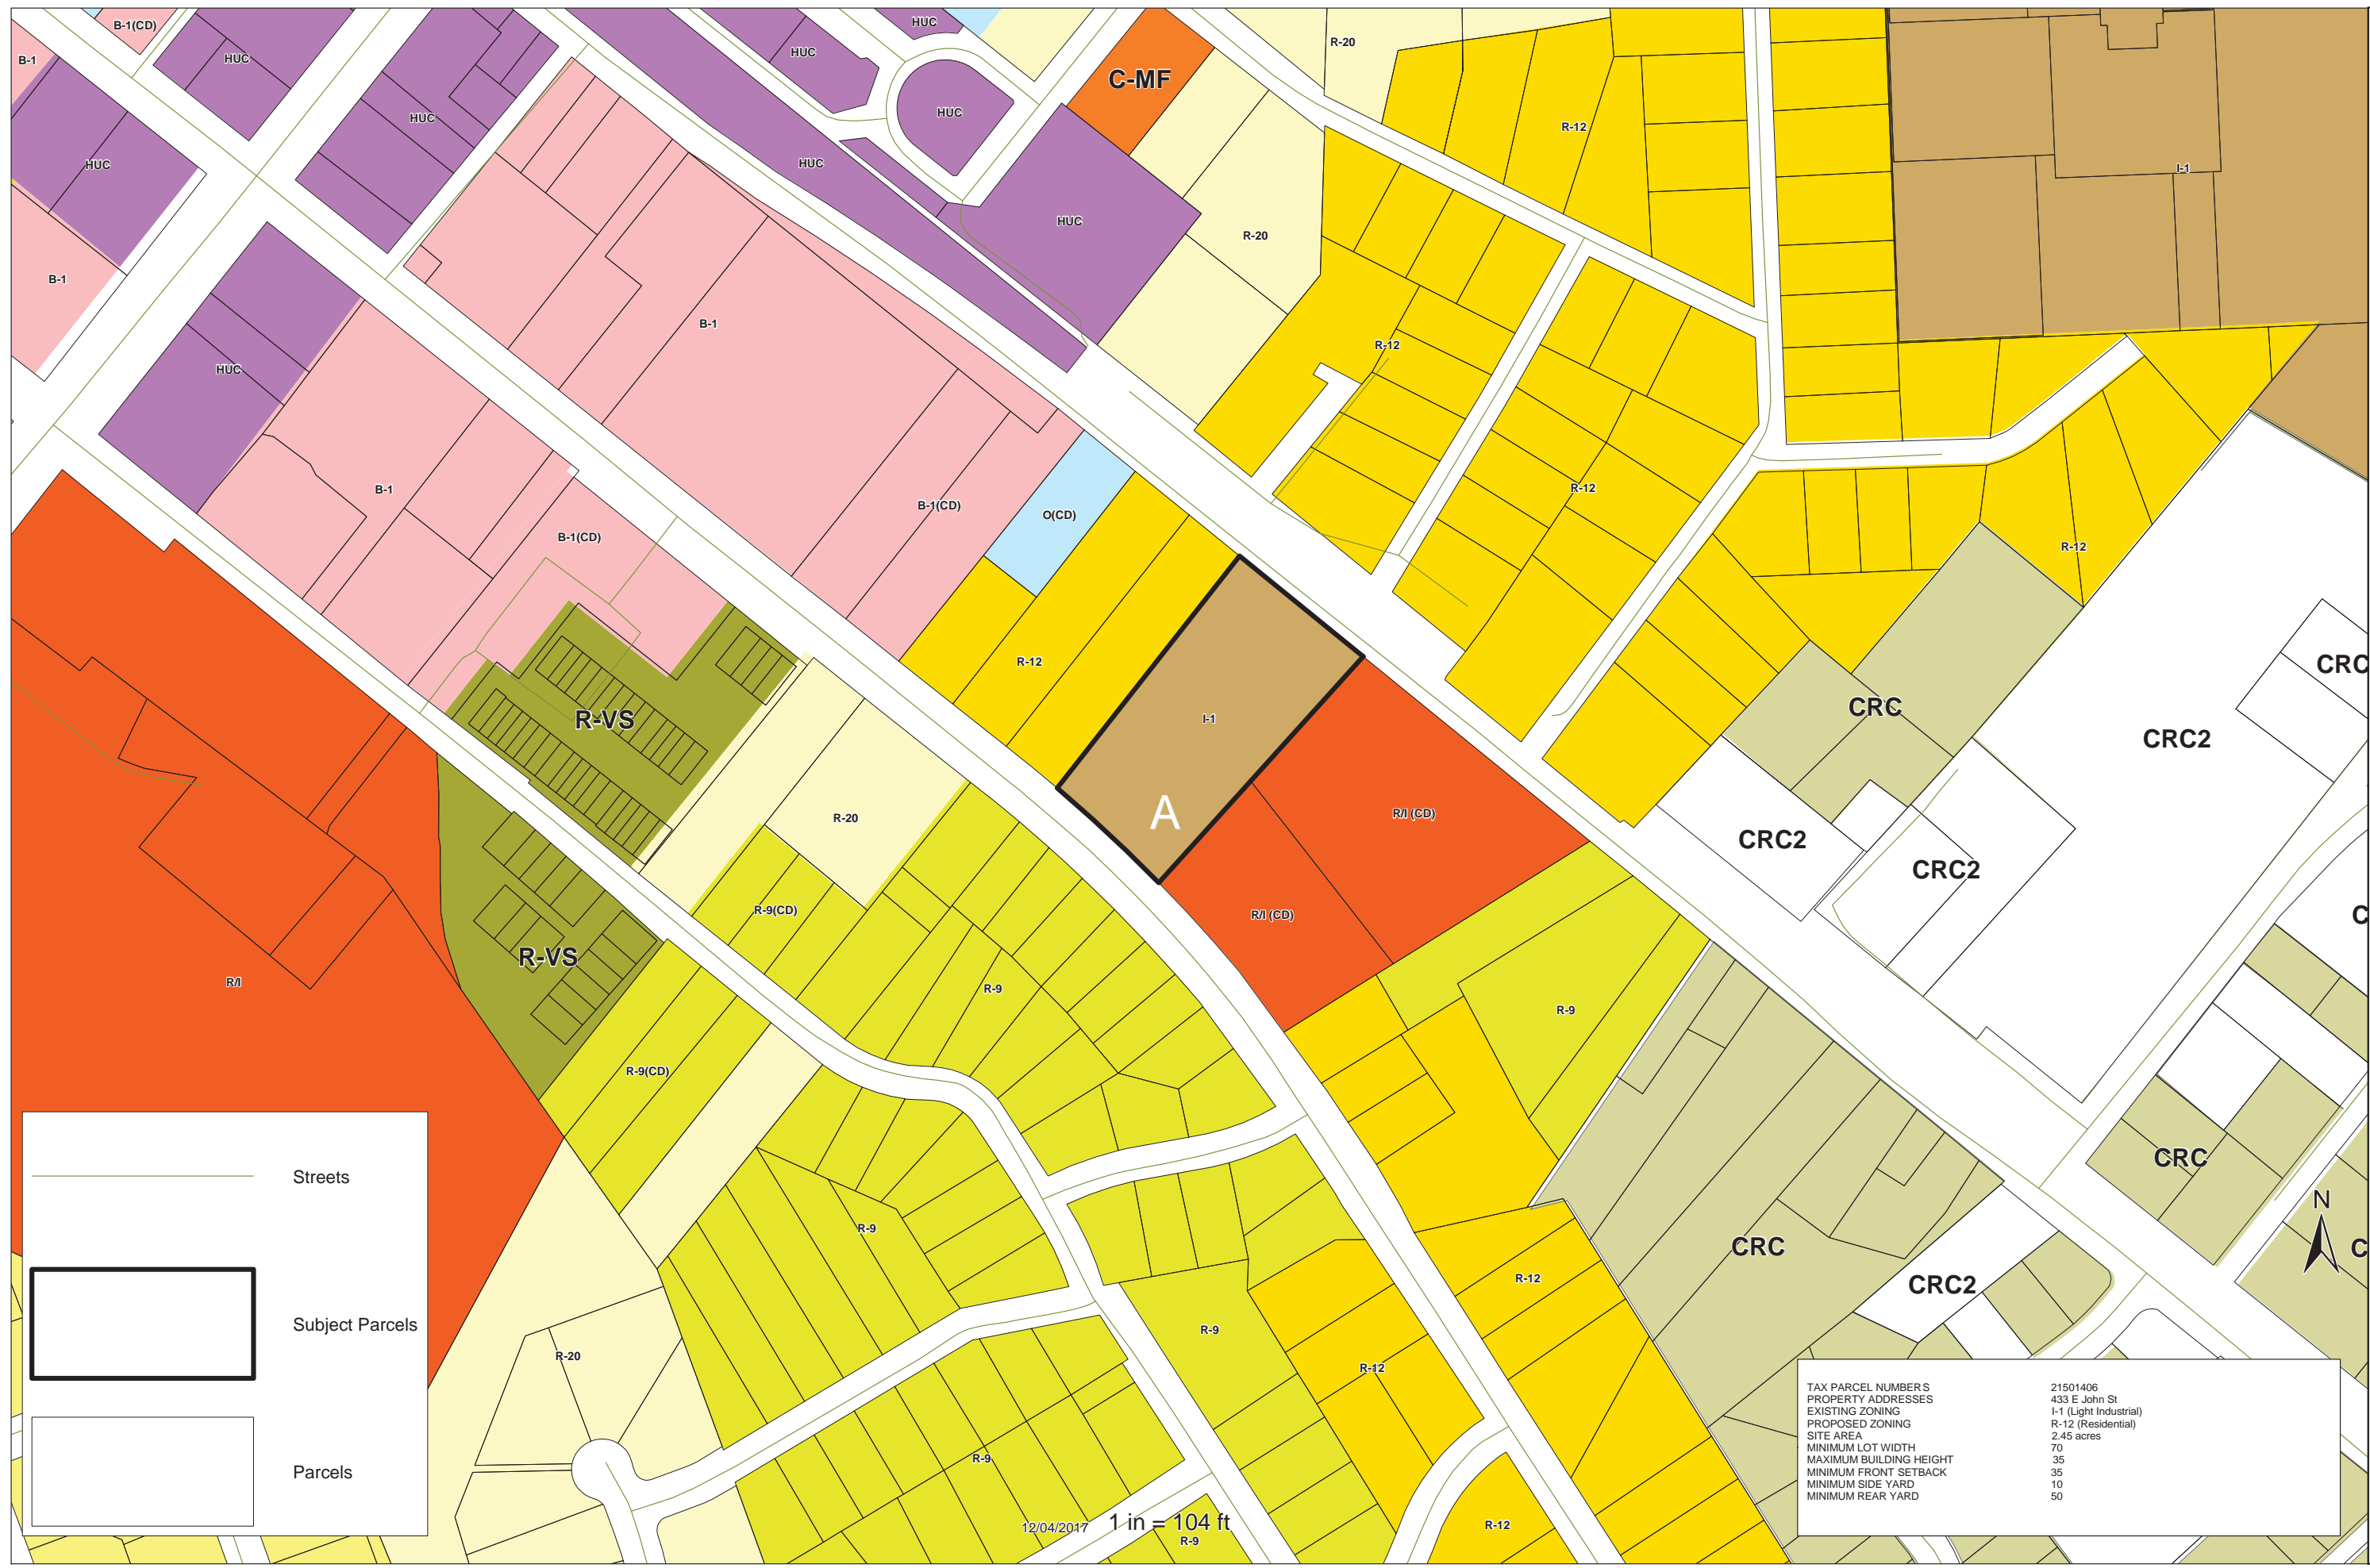 B-1(CD)
HUC
HUC
HUC
R-20
B-1
HUC
C-MF
HUC
HUC
R-12
HUC
HUC
I-1
HUC
R-20
B-1
B-1
R-12
HUC
B-1
R-12
B-1(CD)
O(CD)
B-1(CD)
R-12
R-12
CRC
CRC
R-VS
I-1
CRC2
A
R/I (CD)
R-20
CRC2
CRC2
R-9(CD)
R/I (CD)
C
R-VS
R/I
R-9
R-9
R-9(CD)
CRC
Streets
N
R-9
CRC
C
R-12
CRC2
Subject Parcels
R-9
R-20
R-12
TAX PARCEL NUMBERS 21501406
PROPERTY ADDRESSES 433 E John St
EXISTING ZONING I-1 (Light Industrial)
PROPOSED ZONING R-12 (Residential)
SITE AREA 2.45 acres
MINIMUM LOT WIDTH 70
MAXIMUM BUILDING HEIGHT 35
MINIMUM FRONT SETBACK 35
MINIMUM SIDE YARD 10
MINIMUM REAR YARD 50
R-9
Parcels
12/04/2017 1 in = 104 ft
R-12
R-9